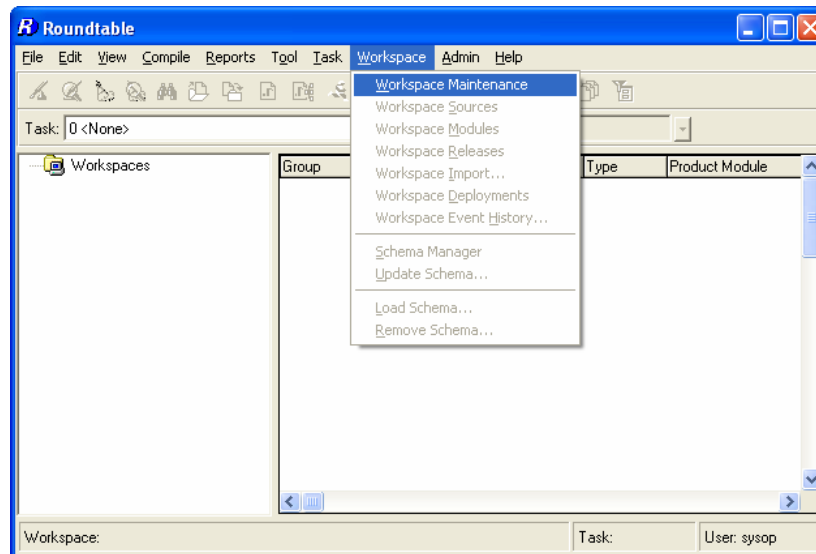 Roundtable
File Edit View Compile Reports Tool Task Workspace Admin Help
Workspace Maintenance
Workspace Sources
Workspace Modules
Workspace Releases
Workspace Import...
Workspace Deployments
Workspace Event History...
Schema Manager
Update Schema...
Load Schema...
Remove Schema...
Task: 0 <None>
Workspaces
Group Type Product Module
Workspace: Task: User: sysop